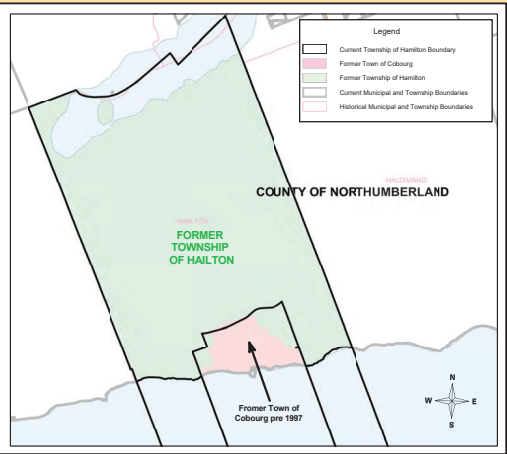 Legend
Current Township of Hamilton Boundary
Former Town of Cobourg
Former Township of Hamilton
Current Municipal and Township Boundaries
Historical Municipal and Township Boundaries
HALDIMAND
COUNTY OF NORTHUMBERLAND
HAMILTON
FORMER
TOWNSHIP
OF HAILTON
Fromer Town of
Cobourg pre 1997
N
W E
S